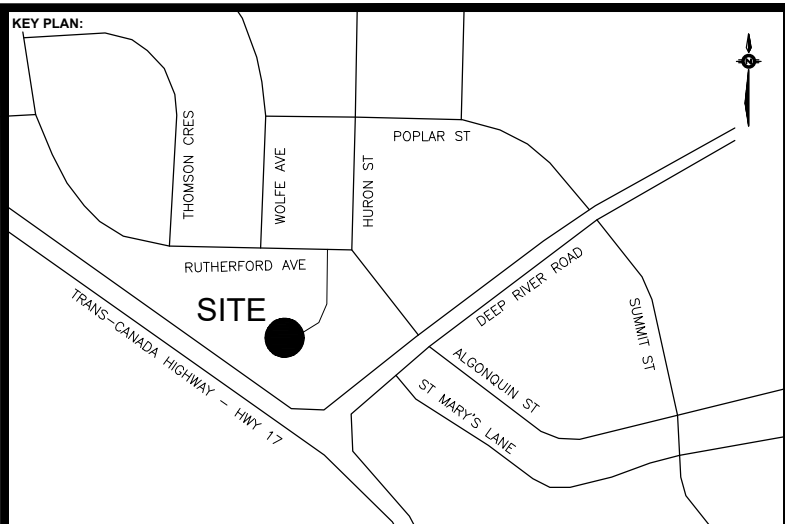 KEY PLAN:
N
THOMSON CRES
WOLFE AVE
HURON ST
POPLAR ST
RUTHERFORD AVE
SITE
DEEP RIVER ROAD
TRANS-CANADA HIGHWAY - HWY 17
SUMMIT ST
ALGONQUIN ST
ST MARY'S LANE